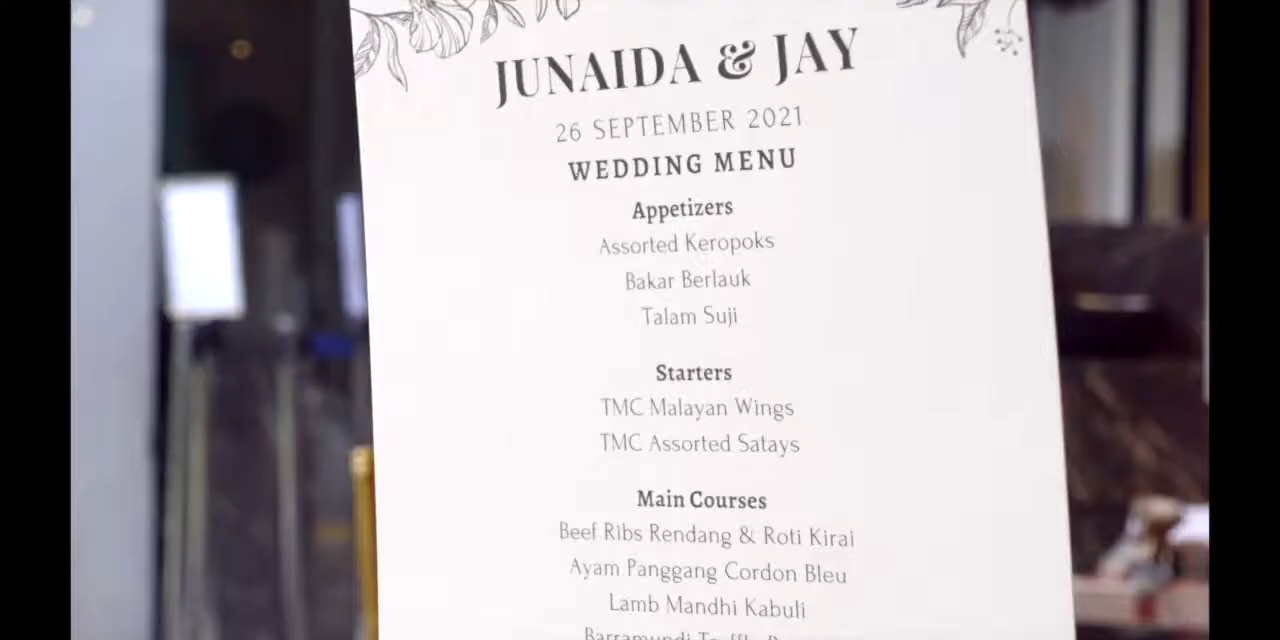 JUNAIDA & JAY
26 SEPTEMBER 2021
WEDDING MENU
Appetizers
Assorted Keropoks
Bakar Berlauk
Talam Suji
Starters
TMC Malayan Wings
TMC Assorted Satays
Main Courses
Beef Ribs Rendang & Roti Kirai
Ayam Panggang Cordon Bleu
Lamb Mandhi Kabuli
Barramundi